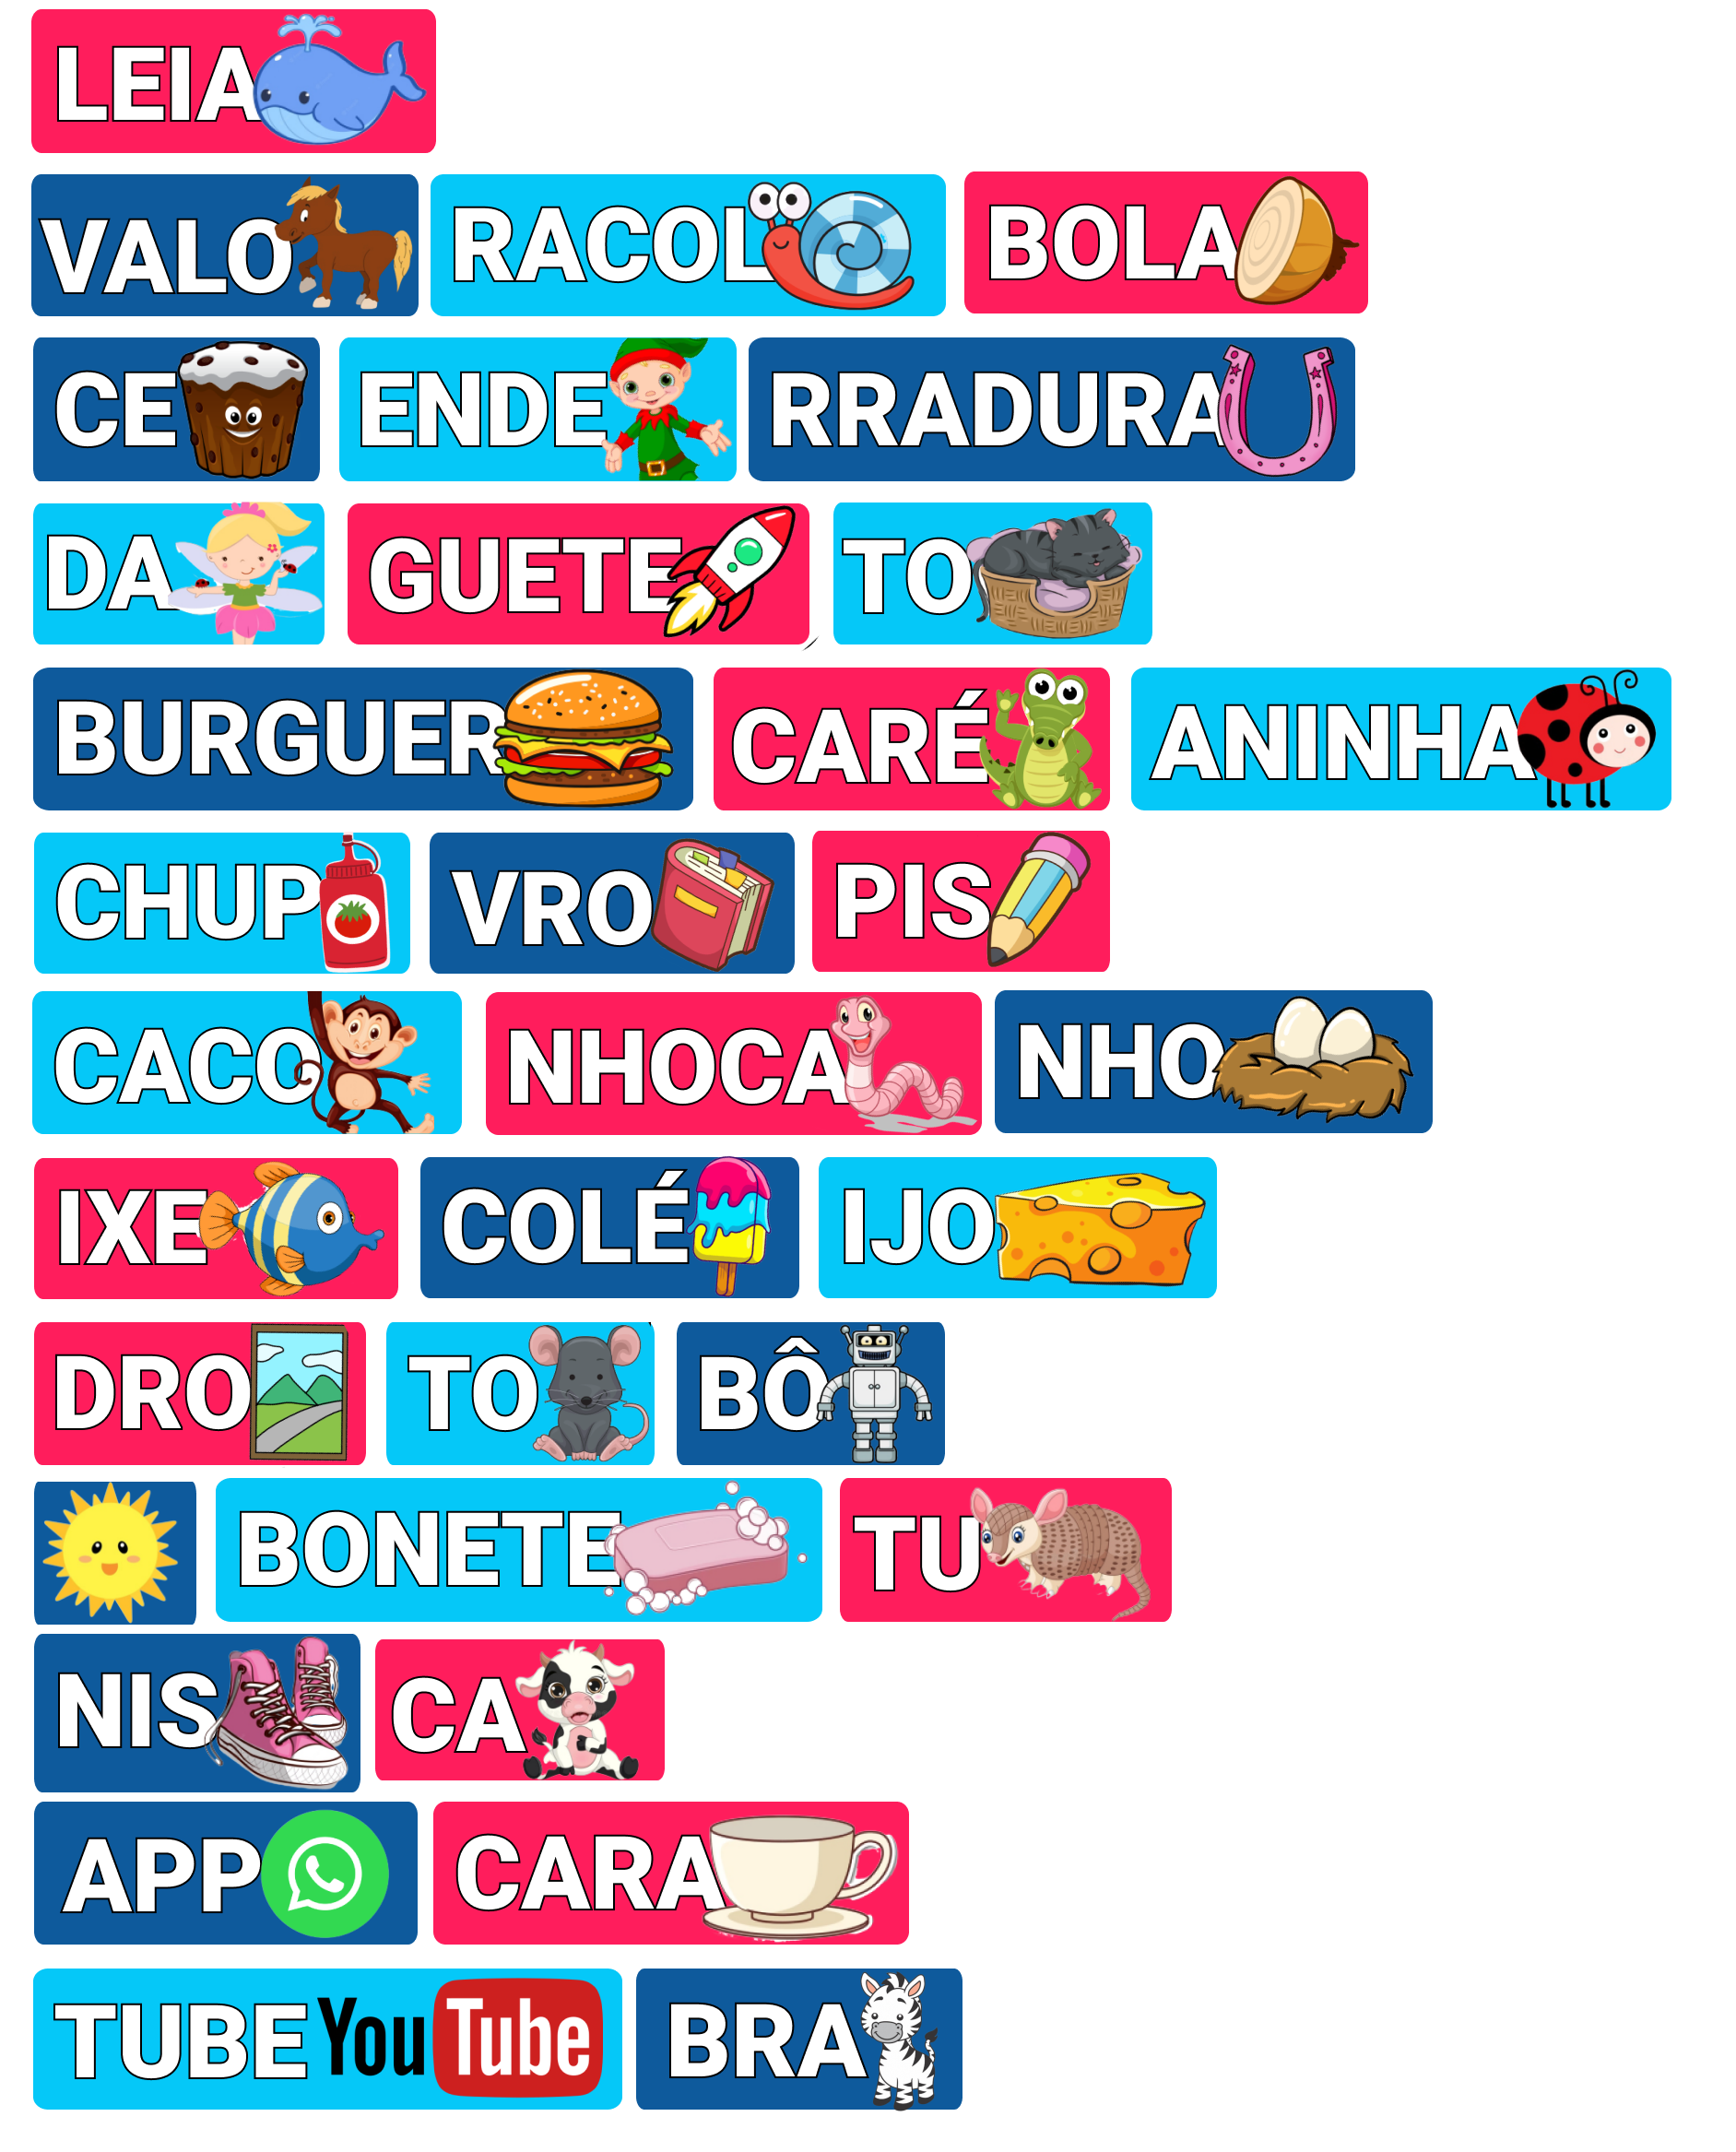 LEIA
VALO RACOL BOLA
CE ENDE RRADURA
DA GUETE TO
BURGUER CARÉ ANINHA
CHUP VRO PIS
CACO NHOCA NHO
IXE COLÉ IJO
DRO TO BÔ
BONETE TU
NIS CA
APP CARA
TUBE YouTube BRA